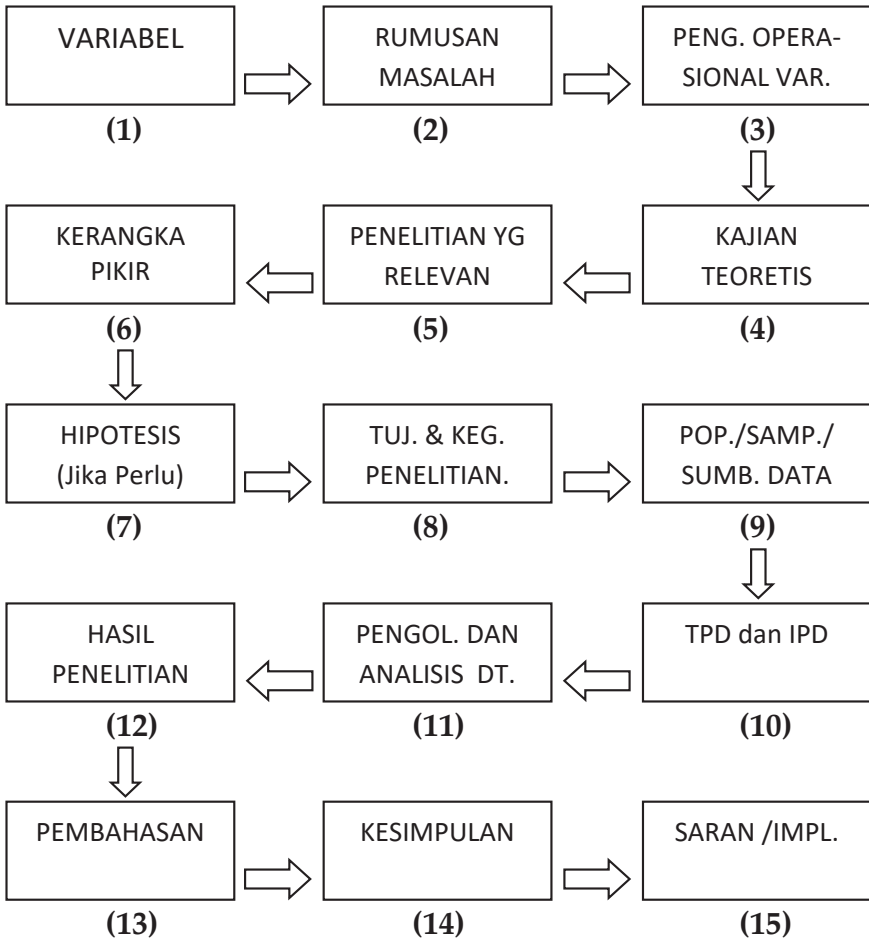 VARIABEL
(1)
RUMUSAN
MASALAH
(2)
PENG. OPERA-
SIONAL VAR.
(3)
KAJIAN
TEORETIS
(4)
PENELITIAN YG
RELEVAN
(5)
KERANGKA
PIKIR
(6)
HIPOTESIS
(Jika Perlu)
(7)
TUJ. & KEG.
PENELITIAN.
(8)
POP./SAMP./
SUMB. DATA
(9)
TPD dan IPD
(10)
PENGOL. DAN
ANALISIS DT.
(11)
HASIL
PENELITIAN
(12)
PEMBAHASAN
(13)
KESIMPULAN
(14)
SARAN /IMPL.
(15)